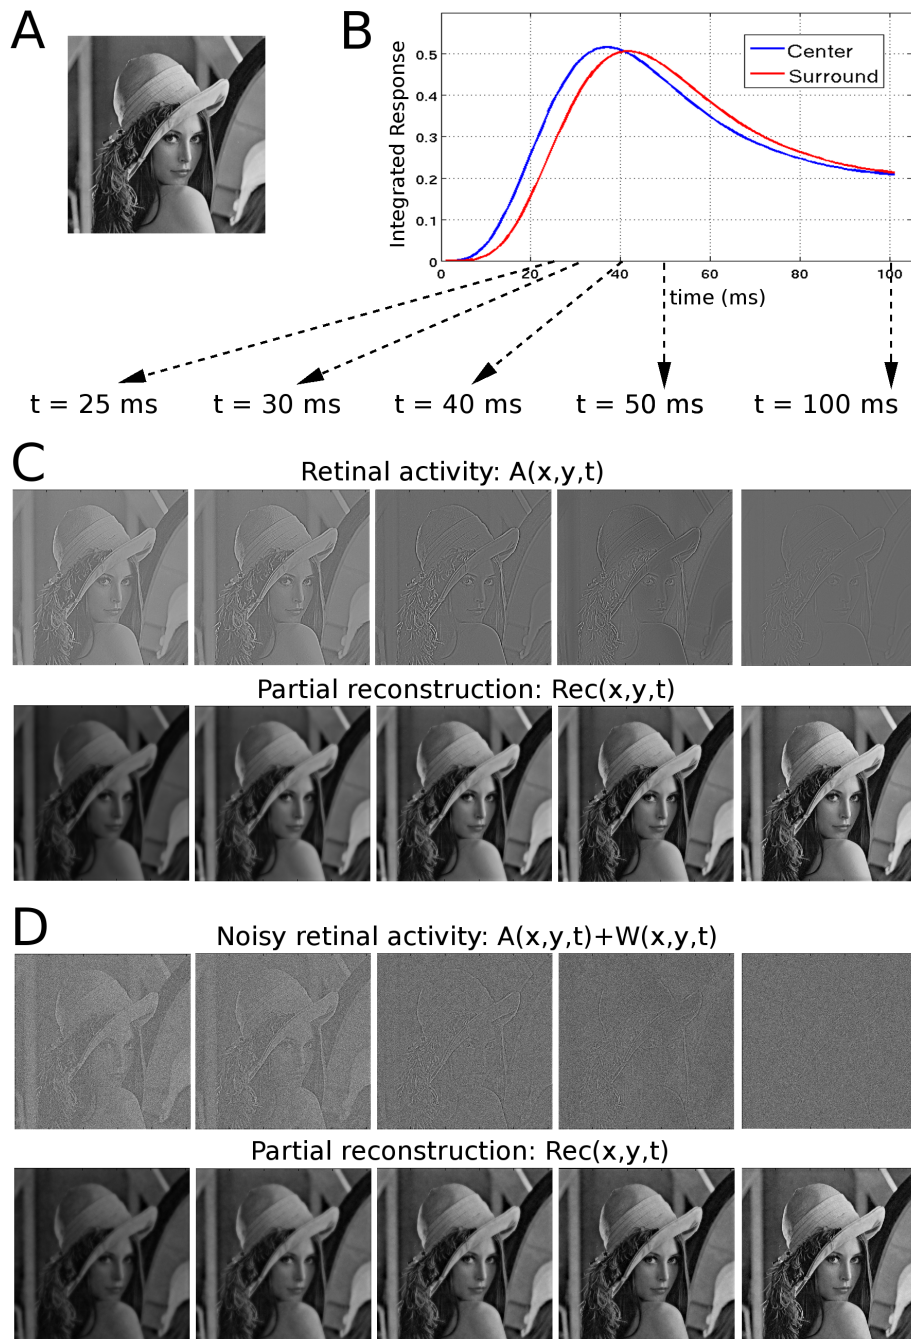 A
B
Integrated Response
0.5
0.4
0.3
0.2
0.1
0
Center
Surround
20
40
60
80
100
time (ms)
t = 25 ms
t = 30 ms
t = 40 ms
t = 50 ms
t = 100 ms
C
Retinal activity: A(x,y,t)
Partial reconstruction: Rec(x,y,t)
D
Noisy retinal activity: A(x,y,t)+W(x,y,t)
Partial reconstruction: Rec(x,y,t)